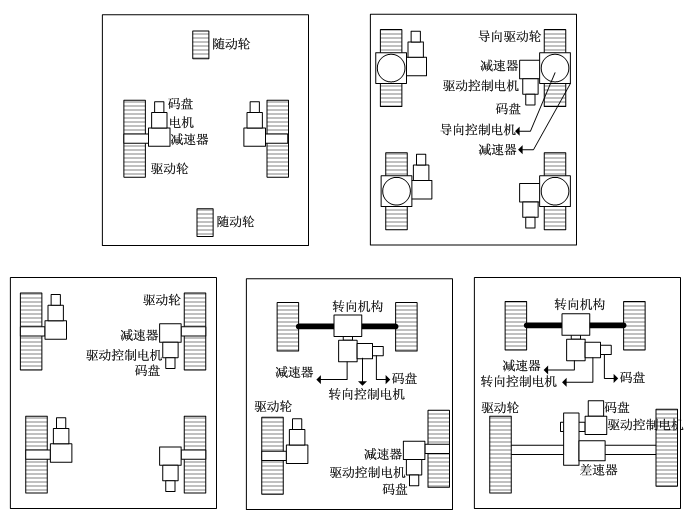 随动轮
码盘
电机
减速器
驱动轮
随动轮
导向驱动轮
减速器
驱动控制电机
码盘
导向控制电机
减速器
驱动轮
减速器
驱动控制电机
码盘
转向机构
减速器
码盘
转向控制电机
驱动轮
减速器
驱动控制电机
码盘
转向机构
减速器
码盘
转向控制电机
驱动轮
码盘
驱动控制电机
差速器